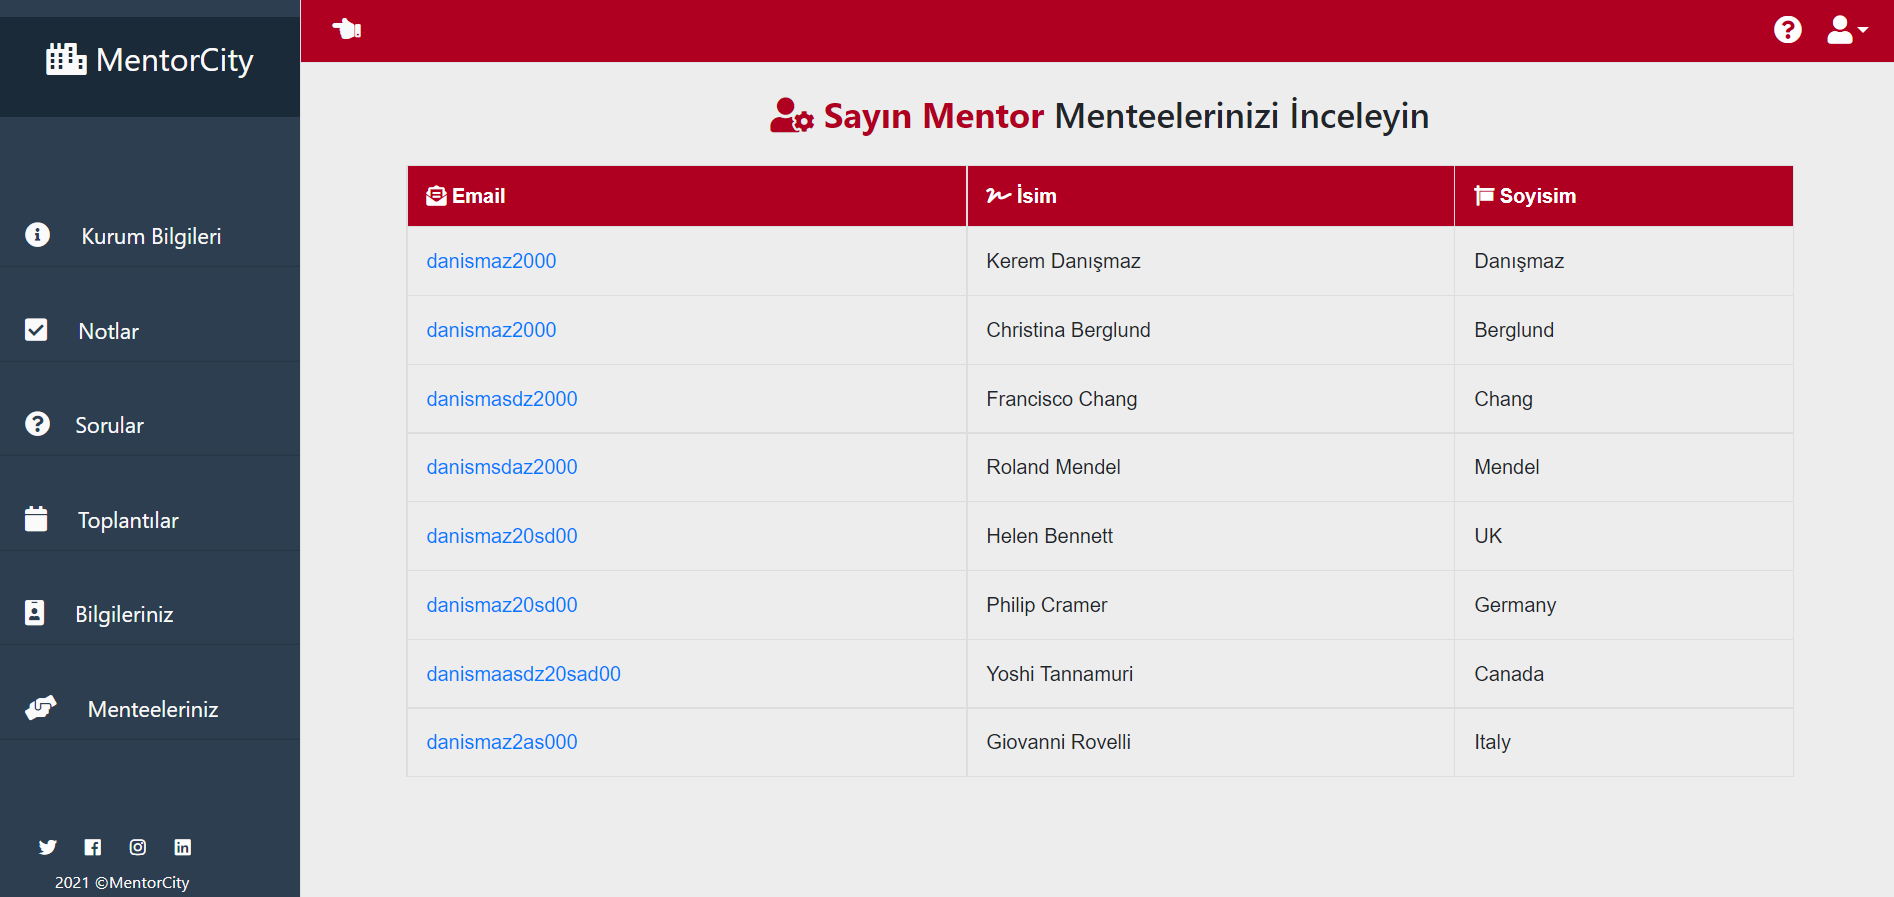 MentorCity
Kurum Bilgileri
Notlar
Sorular
Toplantılar
Bilgileriniz
Menteeleriniz
2021 ©MentorCity
Sayın Mentor Menteelerinizi İnceleyin
Email İsim Soyisim
danismaz2000 Kerem Danışmaz Danışmaz
danismaz2000 Christina Berglund Berglund
danismasdz2000 Francisco Chang Chang
danismsdaz2000 Roland Mendel Mendel
danismaz20sd00 Helen Bennett UK
danismaz20sd00 Philip Cramer Germany
danismaasdz20sad00 Yoshi Tannamuri Canada
danismaz2as000 Giovanni Rovelli Italy